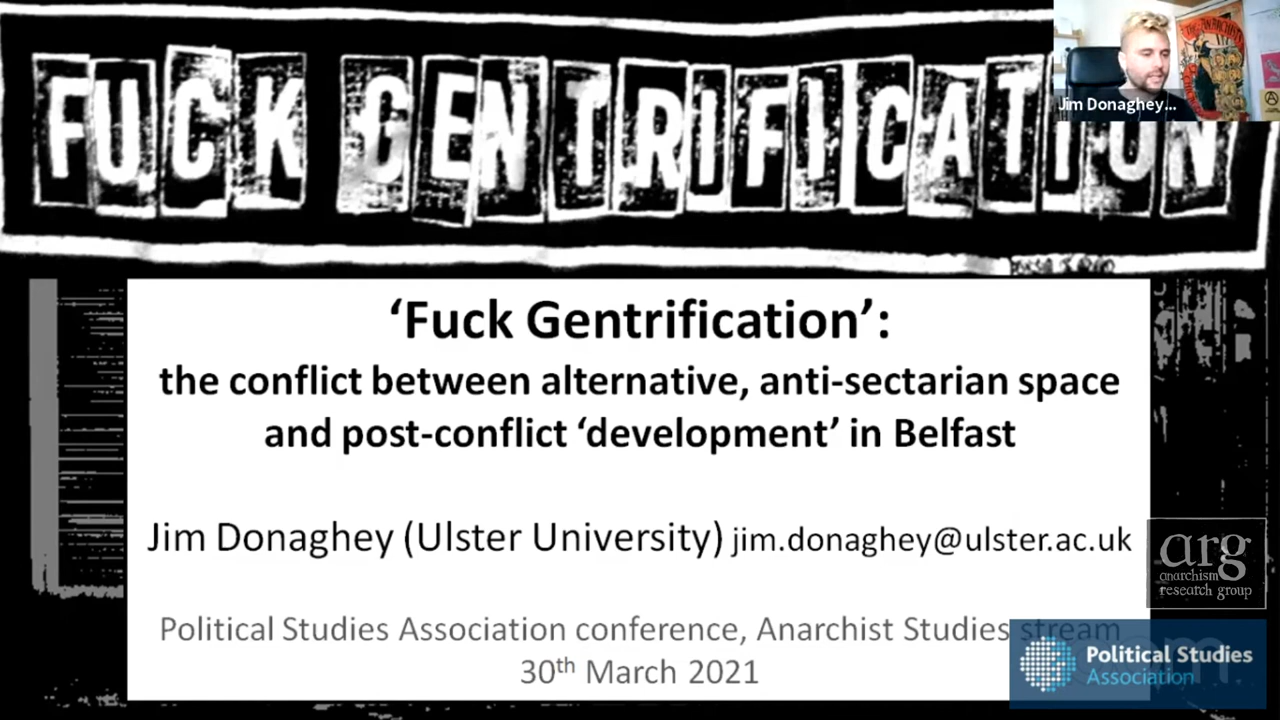 FUCK GENTRIFICATION
Jim Donaghey...
THE ANARCHIST
'Fuck Gentrification':
the conflict between alternative, anti-sectarian space
and post-conflict 'development' in Belfast
Jim Donaghey (Ulster University) jim.donaghey@ulster.ac.uk
arg
anarchism
research group
Political Studies Association conference, Anarchist Studies stream
30th March 2021
Political Studies
Association